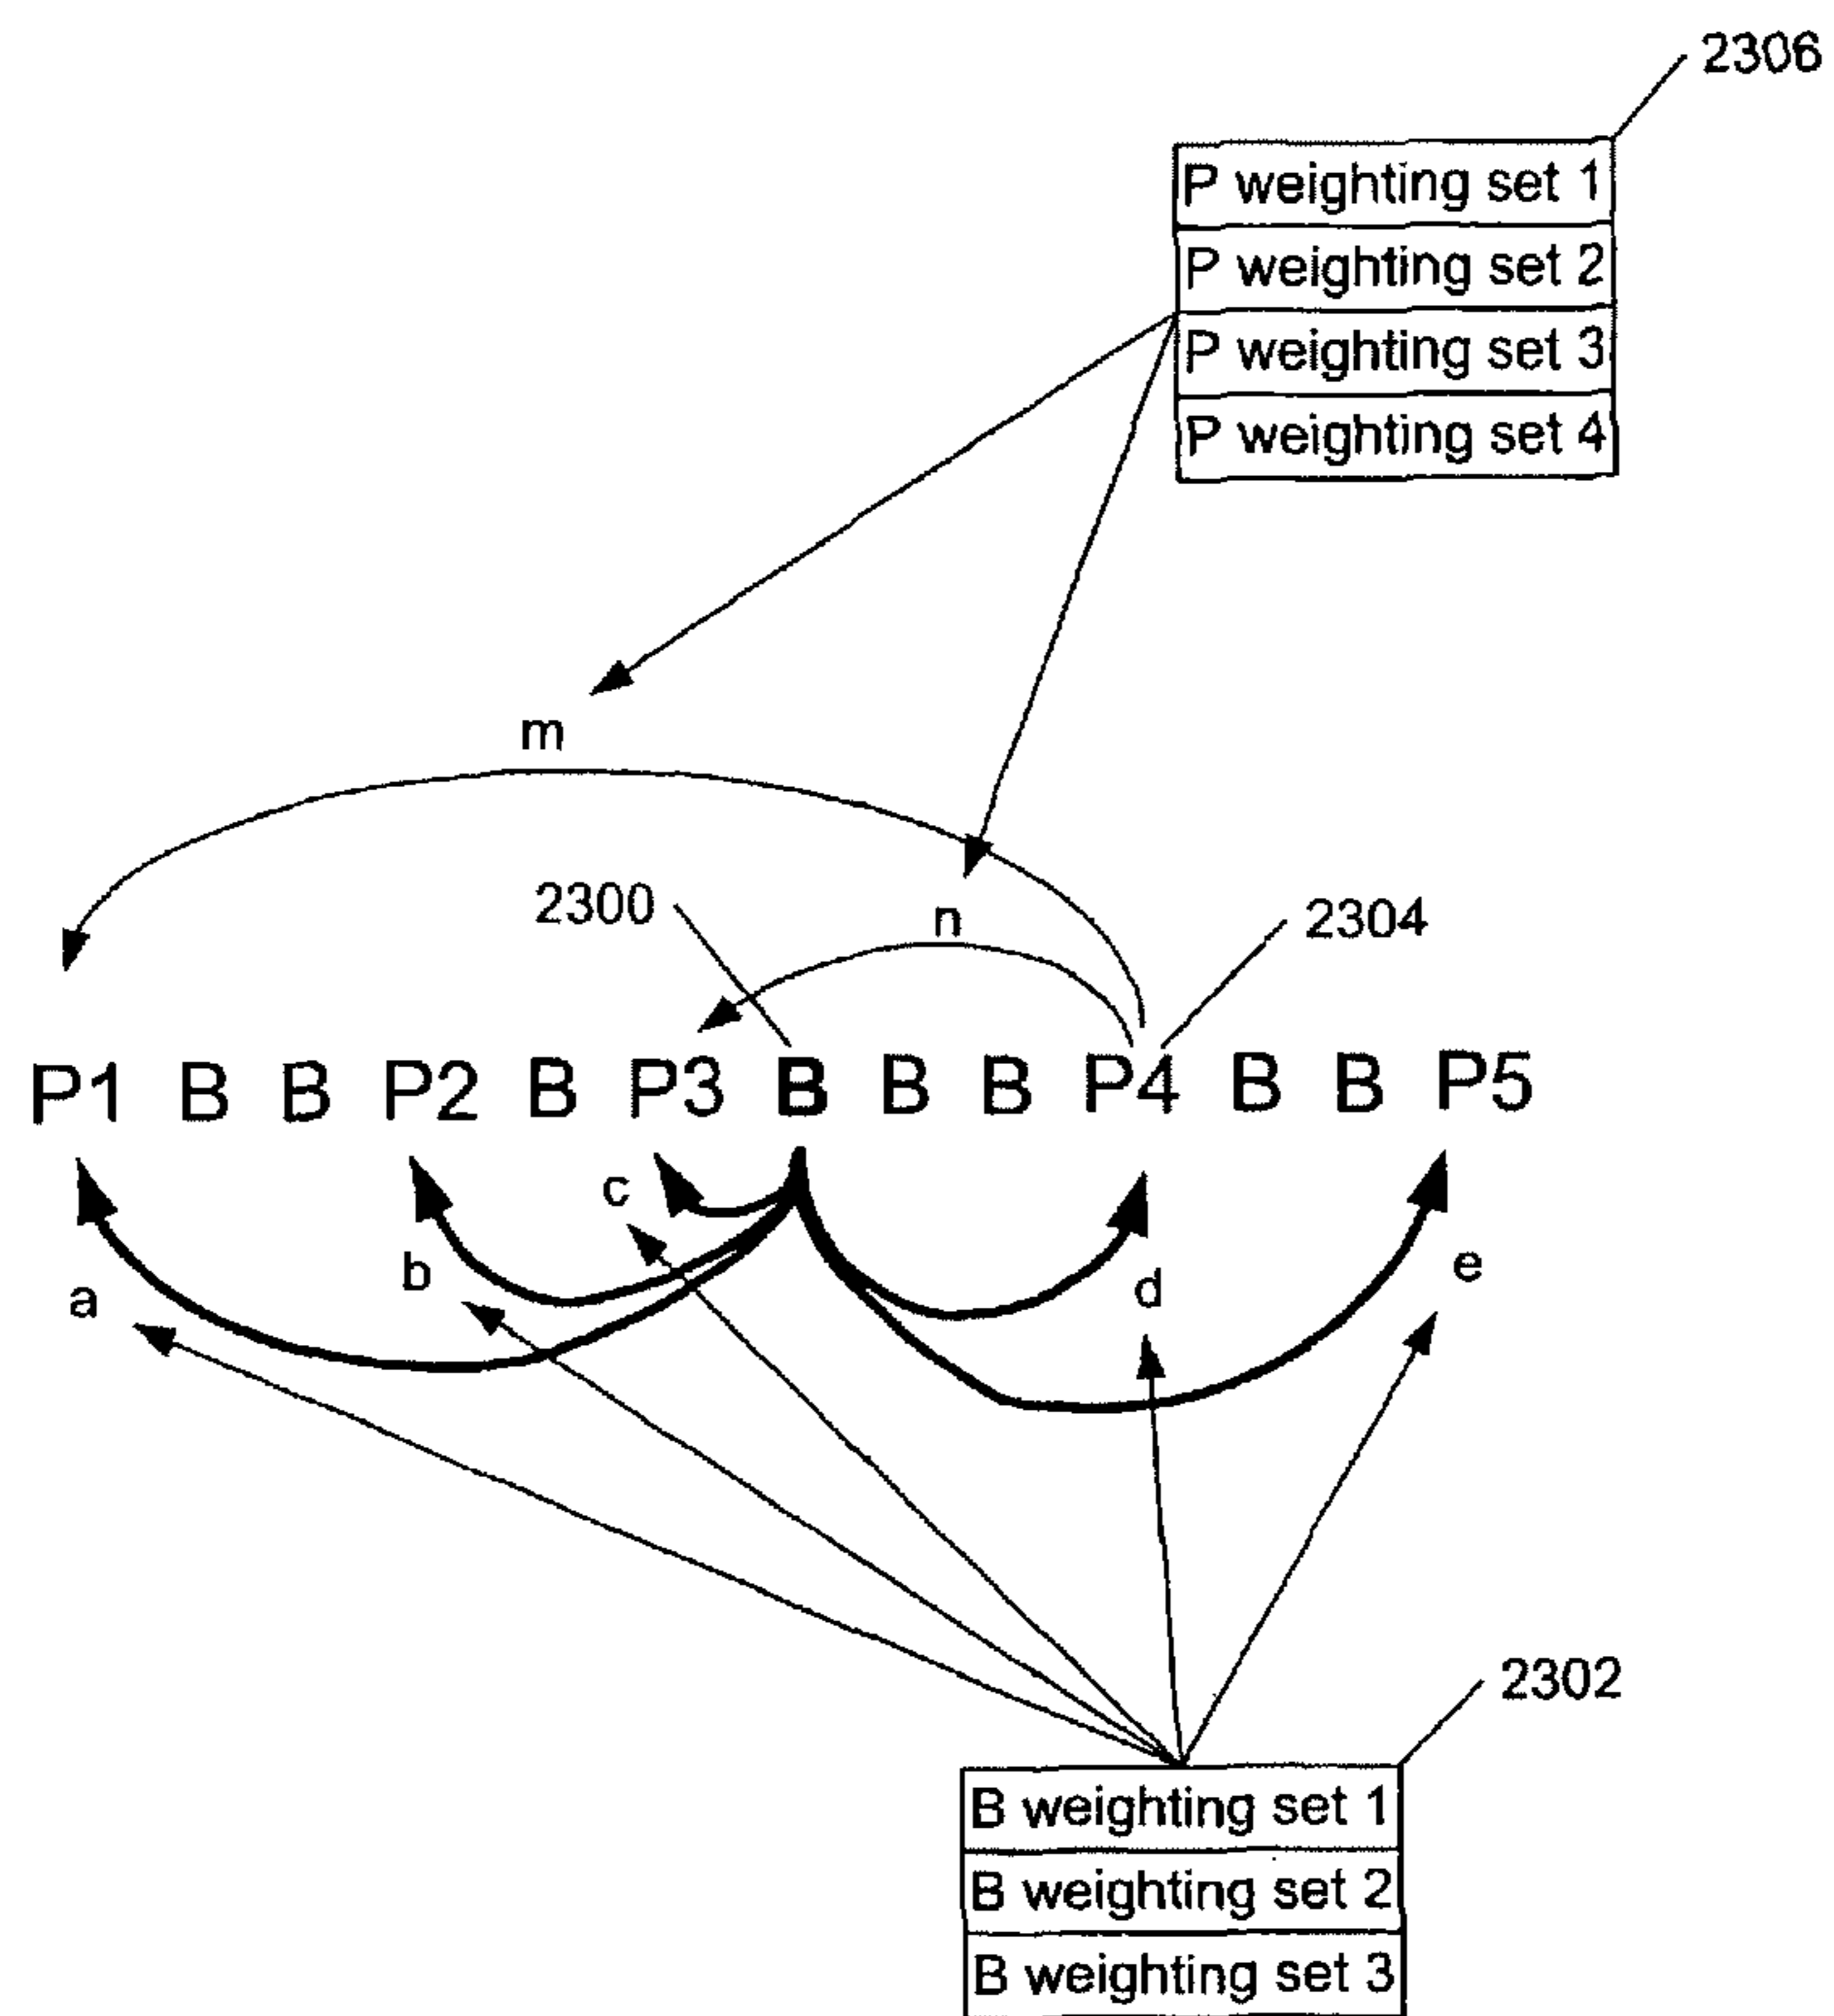 2306
P weighting set 1
P weighting set 2
P weighting set 3
P weighting set 4
m
2300
n
2304
P1 B B P2 B P3 B B B P4 B B P5
c
b
a
d
e
2302
B weighting set 1
B weighting set 2
B weighting set 3